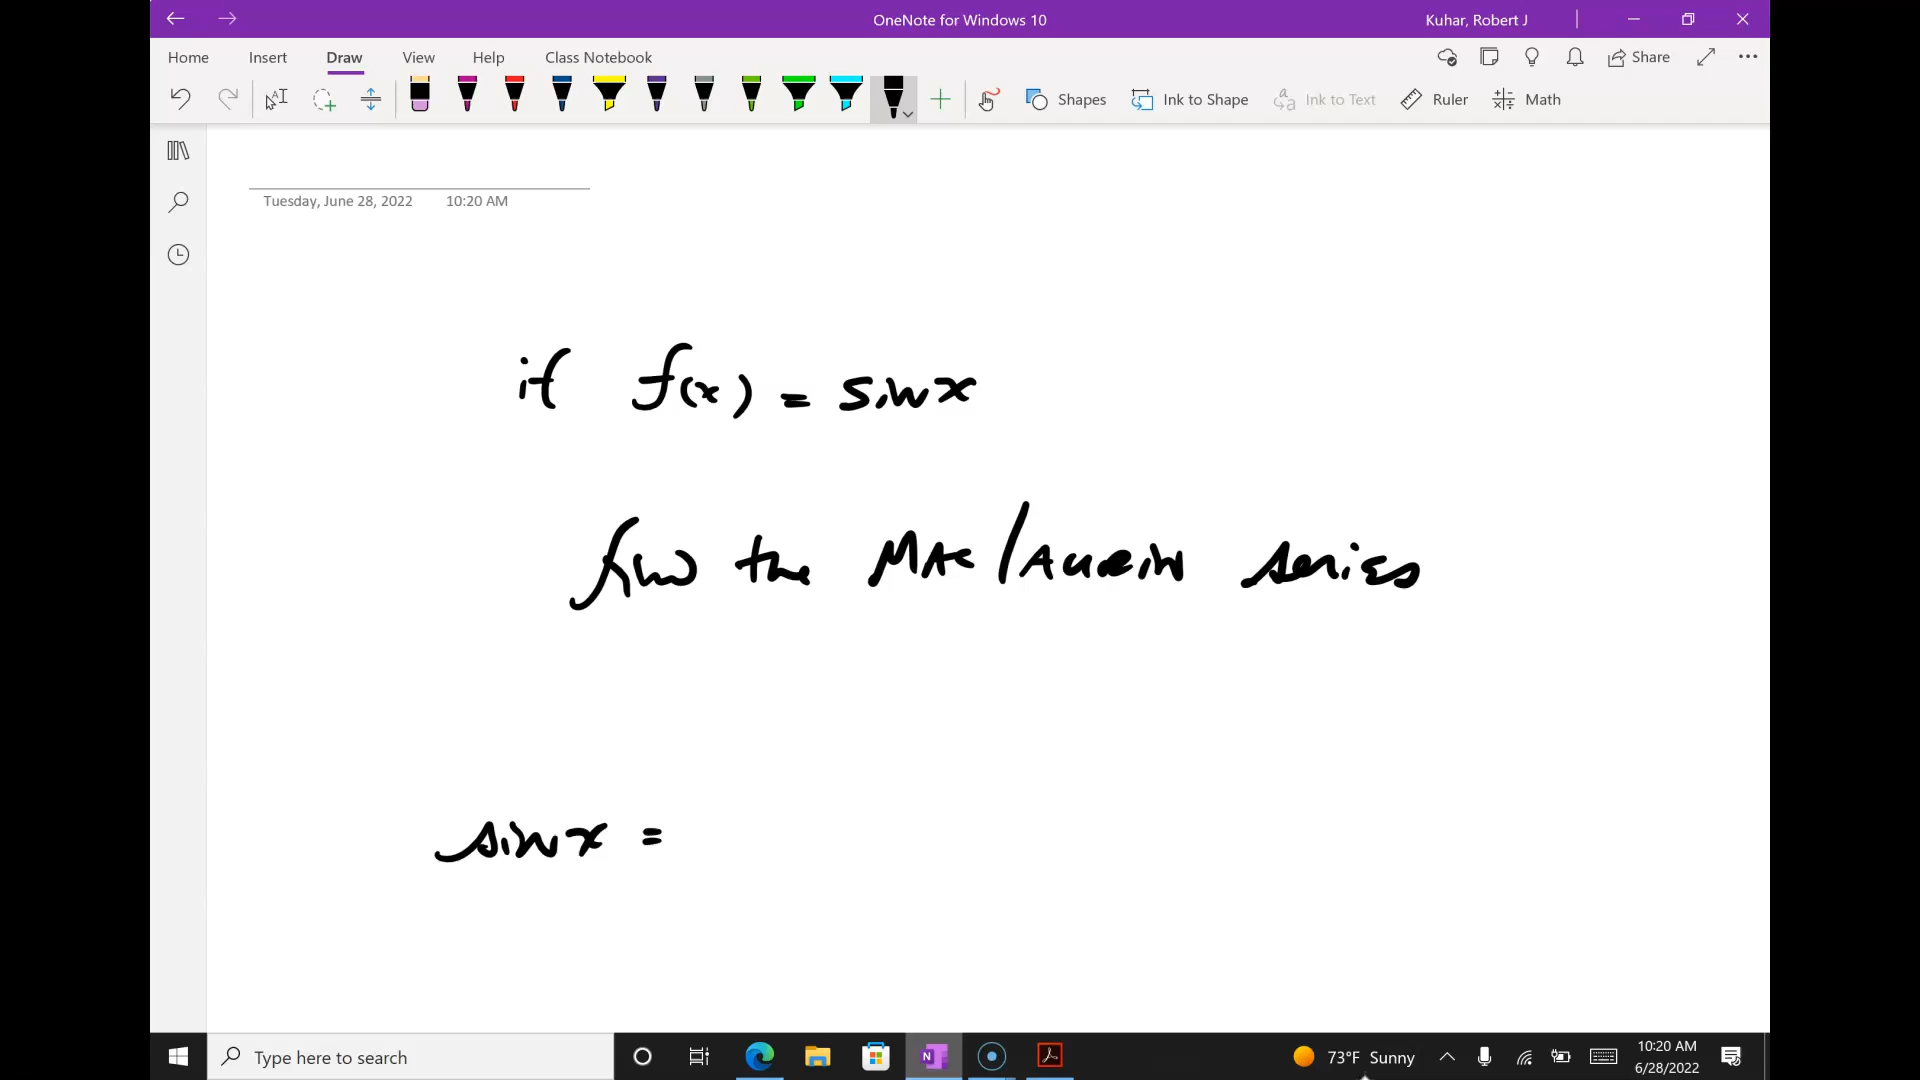 OneNote for Windows 10
Kuhar, Robert J
Home Insert Draw View Help Class Notebook
Share
Shapes Ink to Shape Ink to Text Ruler Math
Tuesday, June 28, 2022 10:20 AM
if f(x) = sin x
find the MAClAurin series
sin x =
Type here to search
73°F Sunny
10:20 AM
6/28/2022